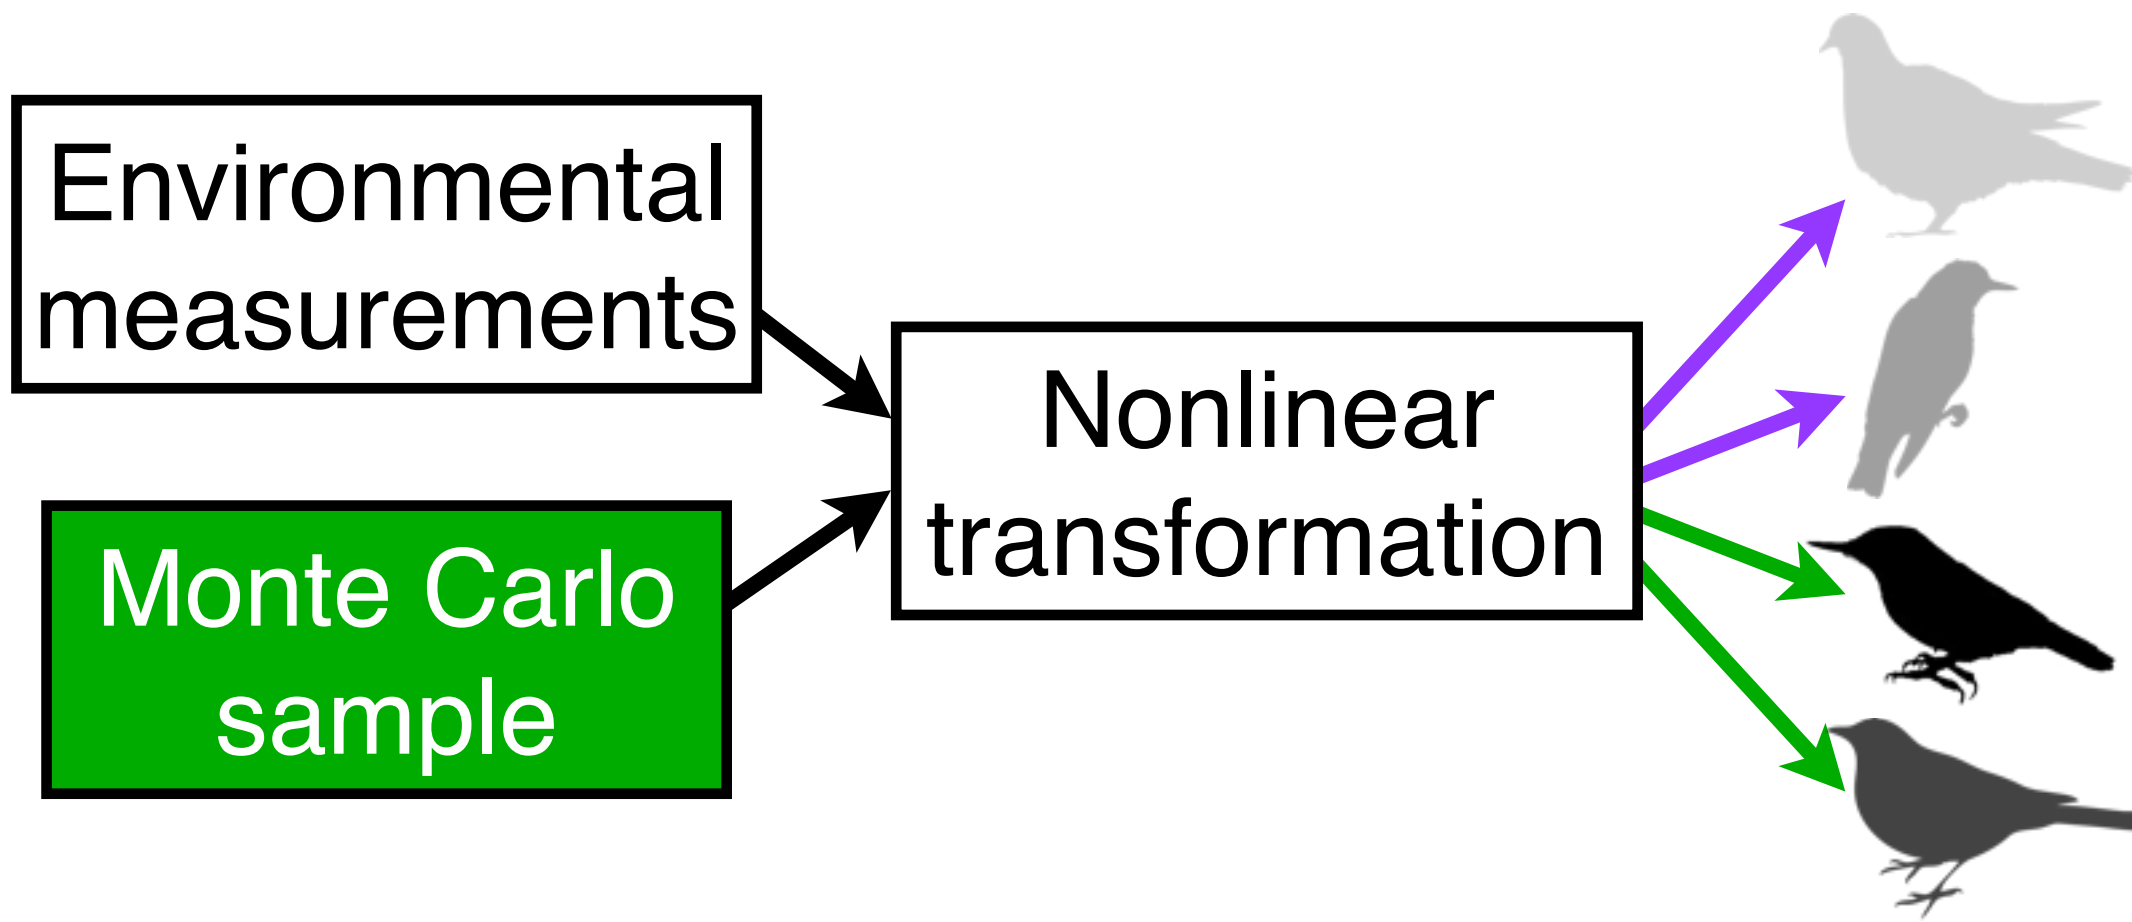 Environmental
measurements
Monte Carlo
sample
Nonlinear
transformation